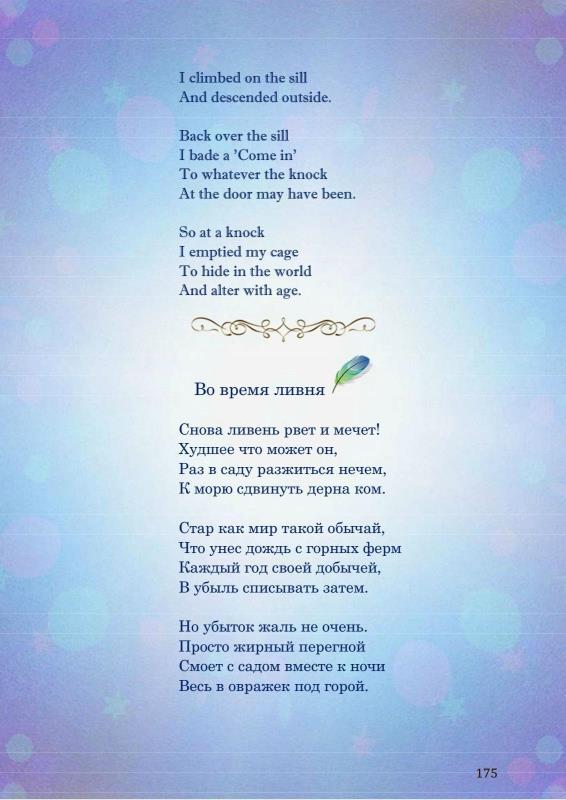 I climbed on the sill
And descended outside.
Back over the sill
I bade a ’Come in’
To whatever the knock
At the door may have been.
So at a knock
I emptied my cage
To hide in the world
And alter with age.
Во время ливня
Снова ливень рвет и мечет!
Худшее что может он,
Раз в саду разжиться нечем,
К морю сдвинуть дерна ком.
Стар как мир такой обычай,
Что унес дождь с горных ферм
Каждый год своей добычей,
В убыль списывать затем.
Но убыток жаль не очень.
Просто жирный перегной
Смоет с садом вместе к ночи
Весь в овражек под горой.
175